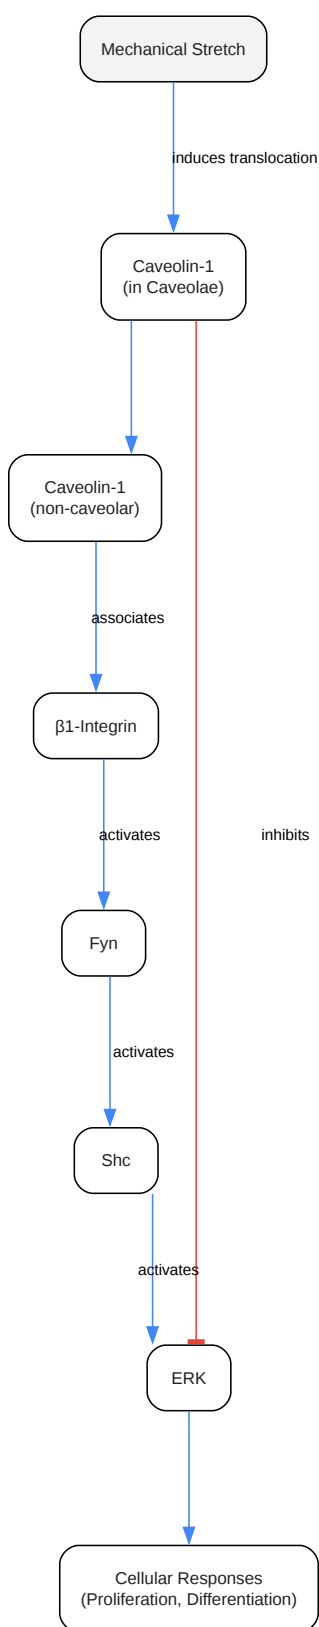 Mechanical Stretch
induces translocation
Caveolin-1
(in Caveolae)
Caveolin-1
(non-caveolar)
associates
β1-Integrin
activates
inhibits
Fyn
activates
Shc
activates
ERK
Cellular Responses
(Proliferation, Differentiation)